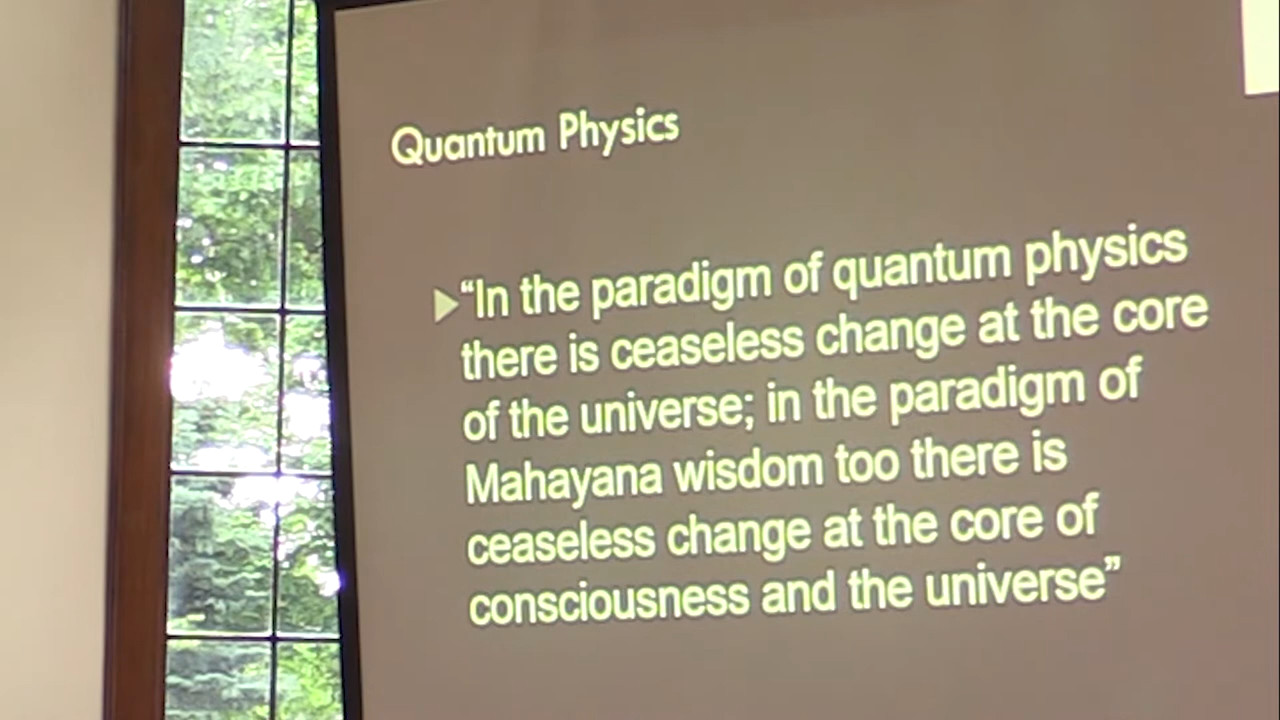 Quantum Physics
“In the paradigm of quantum physics
there is ceaseless change at the core
of the universe; in the paradigm of
Mahayana wisdom too there is
ceaseless change at the core of
consciousness and the universe”